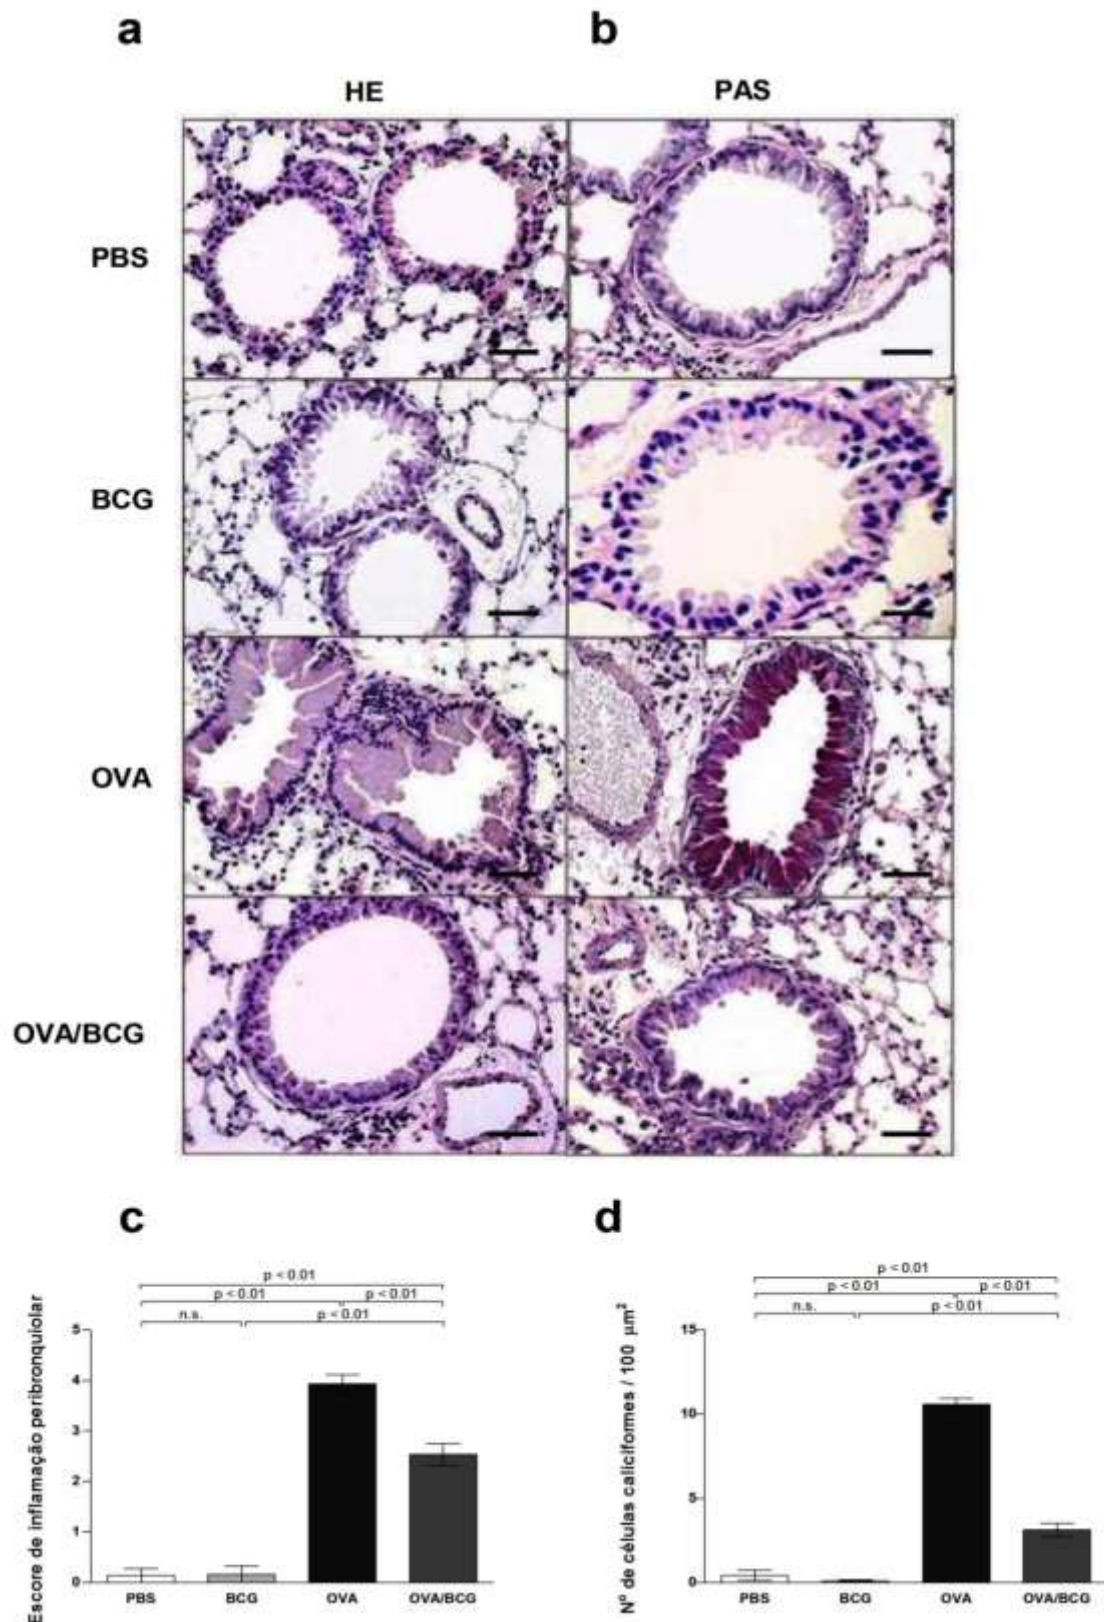 a b
HE PAS
PBS
BCG
OVA
OVA/BCG
c
p < 0.01
p < 0.01 p < 0.01
n.s. p < 0.01
Escore de inflamação peribronquiolar
5
4
3
2
1
0
PBS BCG OVA OVA/BCG
d
p < 0.01
p < 0.01 p < 0.01
n.s. p < 0.01
Nº de células caliciformes / 100 µm²
15
10
5
0
PBS BCG OVA OVA/BCG